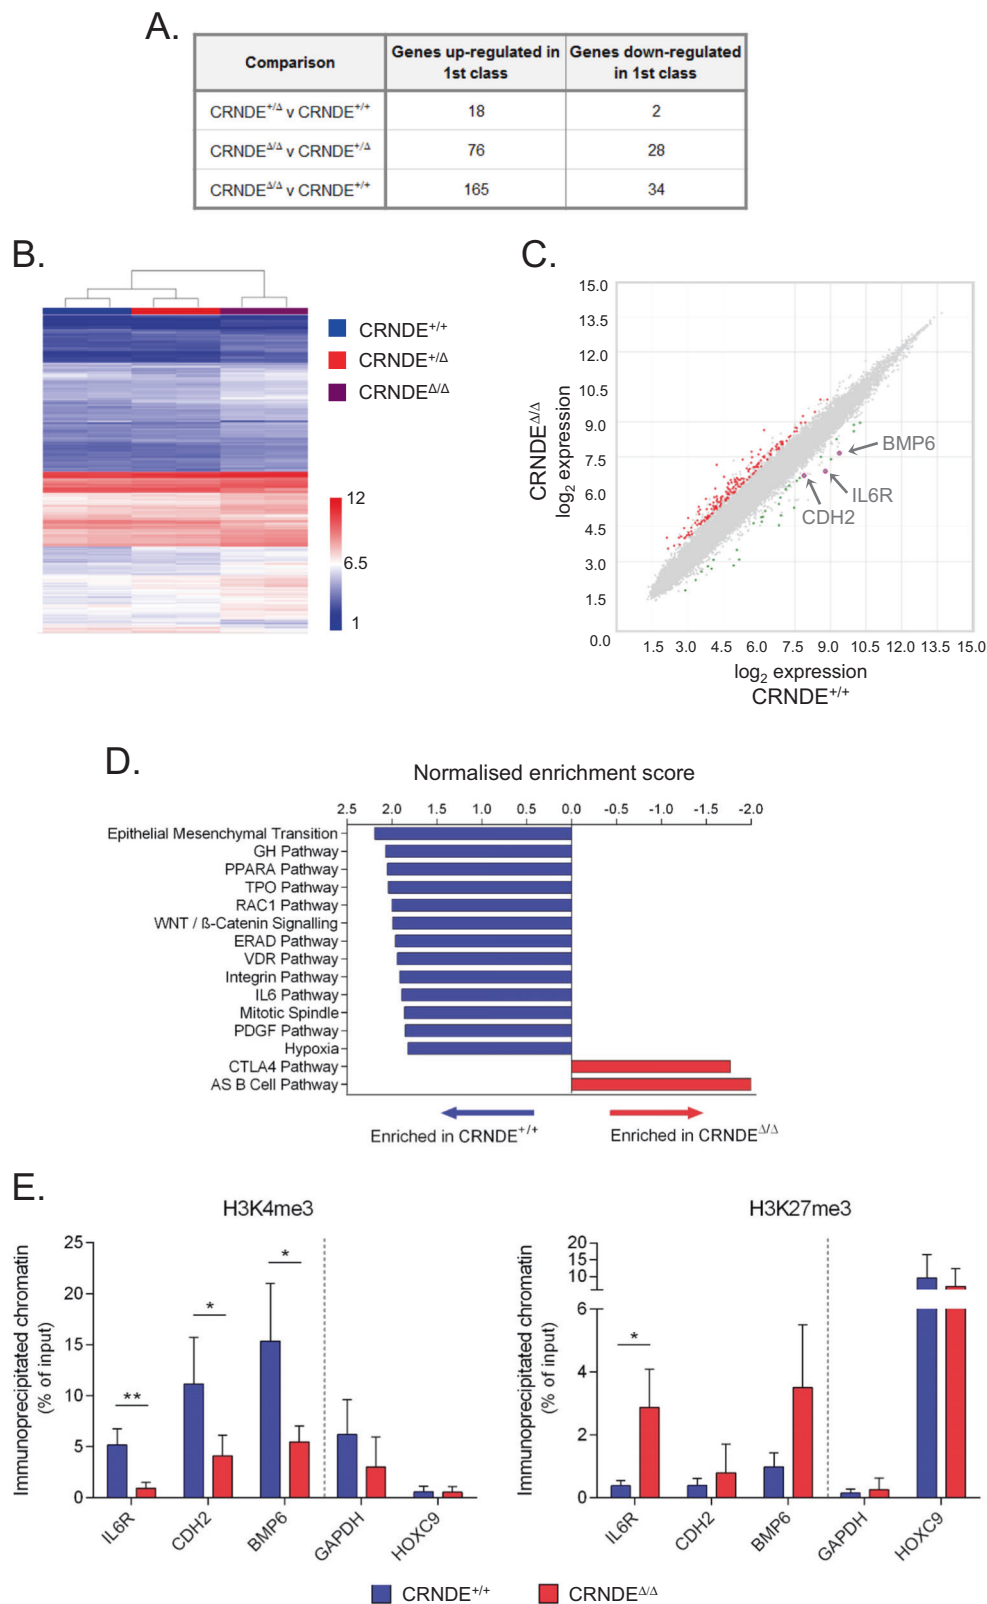 A.
Comparison
Genes up-regulated in 1st class
Genes down-regulated in 1st class
CRNDE+/Δ v CRNDE+/+
18
2
CRNDEΔ/Δ v CRNDE+/Δ
76
28
CRNDEΔ/Δ v CRNDE+/+
165
34
B.
CRNDE+/+
CRNDE+/Δ
CRNDEΔ/Δ
12
6.5
1
C.
CRNDEΔ/Δ
log2 expression
15.0
13.5
12.0
10.5
9.0
7.5
6.0
4.5
3.0
1.5
0.0
BMP6
IL6R
CDH2
1.5 3.0 4.5 6.0 7.5 9.0 10.5 12.0 13.5 15.0
log2 expression
CRNDE+/+
D.
Normalised enrichment score
2.5 2.0 1.5 1.0 0.5 0.0 -0.5 -1.0 -1.5 -2.0
Epithelial Mesenchymal Transition
GH Pathway
PPARA Pathway
TPO Pathway
RAC1 Pathway
WNT / ß-Catenin Signalling
ERAD Pathway
VDR Pathway
Integrin Pathway
IL6 Pathway
Mitotic Spindle
PDGF Pathway
Hypoxia
CTLA4 Pathway
AS B Cell Pathway
Enriched in CRNDE+/+
Enriched in CRNDEΔ/Δ
E.
H3K4me3
Immunoprecipitated chromatin
(% of input)
25
20
15
10
5
0
**
*
*
IL6R
CDH2
BMP6
GAPDH
HOXC9
H3K27me3
Immunoprecipitated chromatin
(% of input)
20
15
10
6
4
2
0
*
IL6R
CDH2
BMP6
GAPDH
HOXC9
CRNDE+/+
CRNDEΔ/Δ